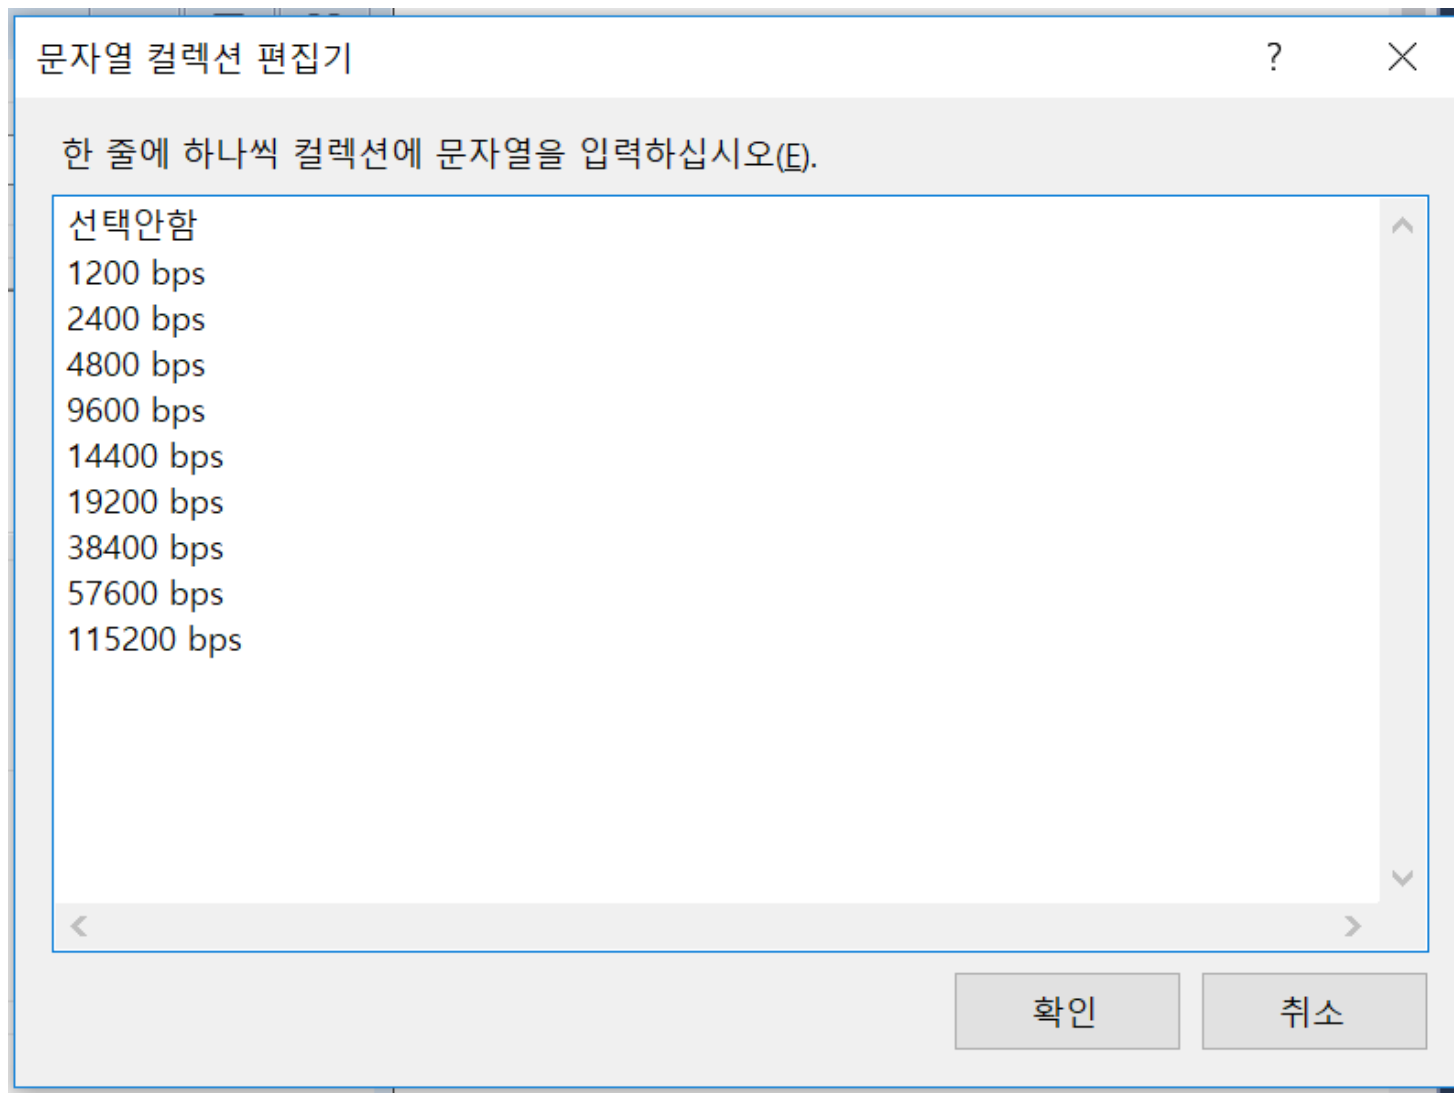 문자열 컬렉션 편집기
?
한 줄에 하나씩 컬렉션에 문자열을 입력하십시오(E).
선택안함
1200 bps
2400 bps
4800 bps
9600 bps
14400 bps
19200 bps
38400 bps
57600 bps
115200 bps
확인
취소